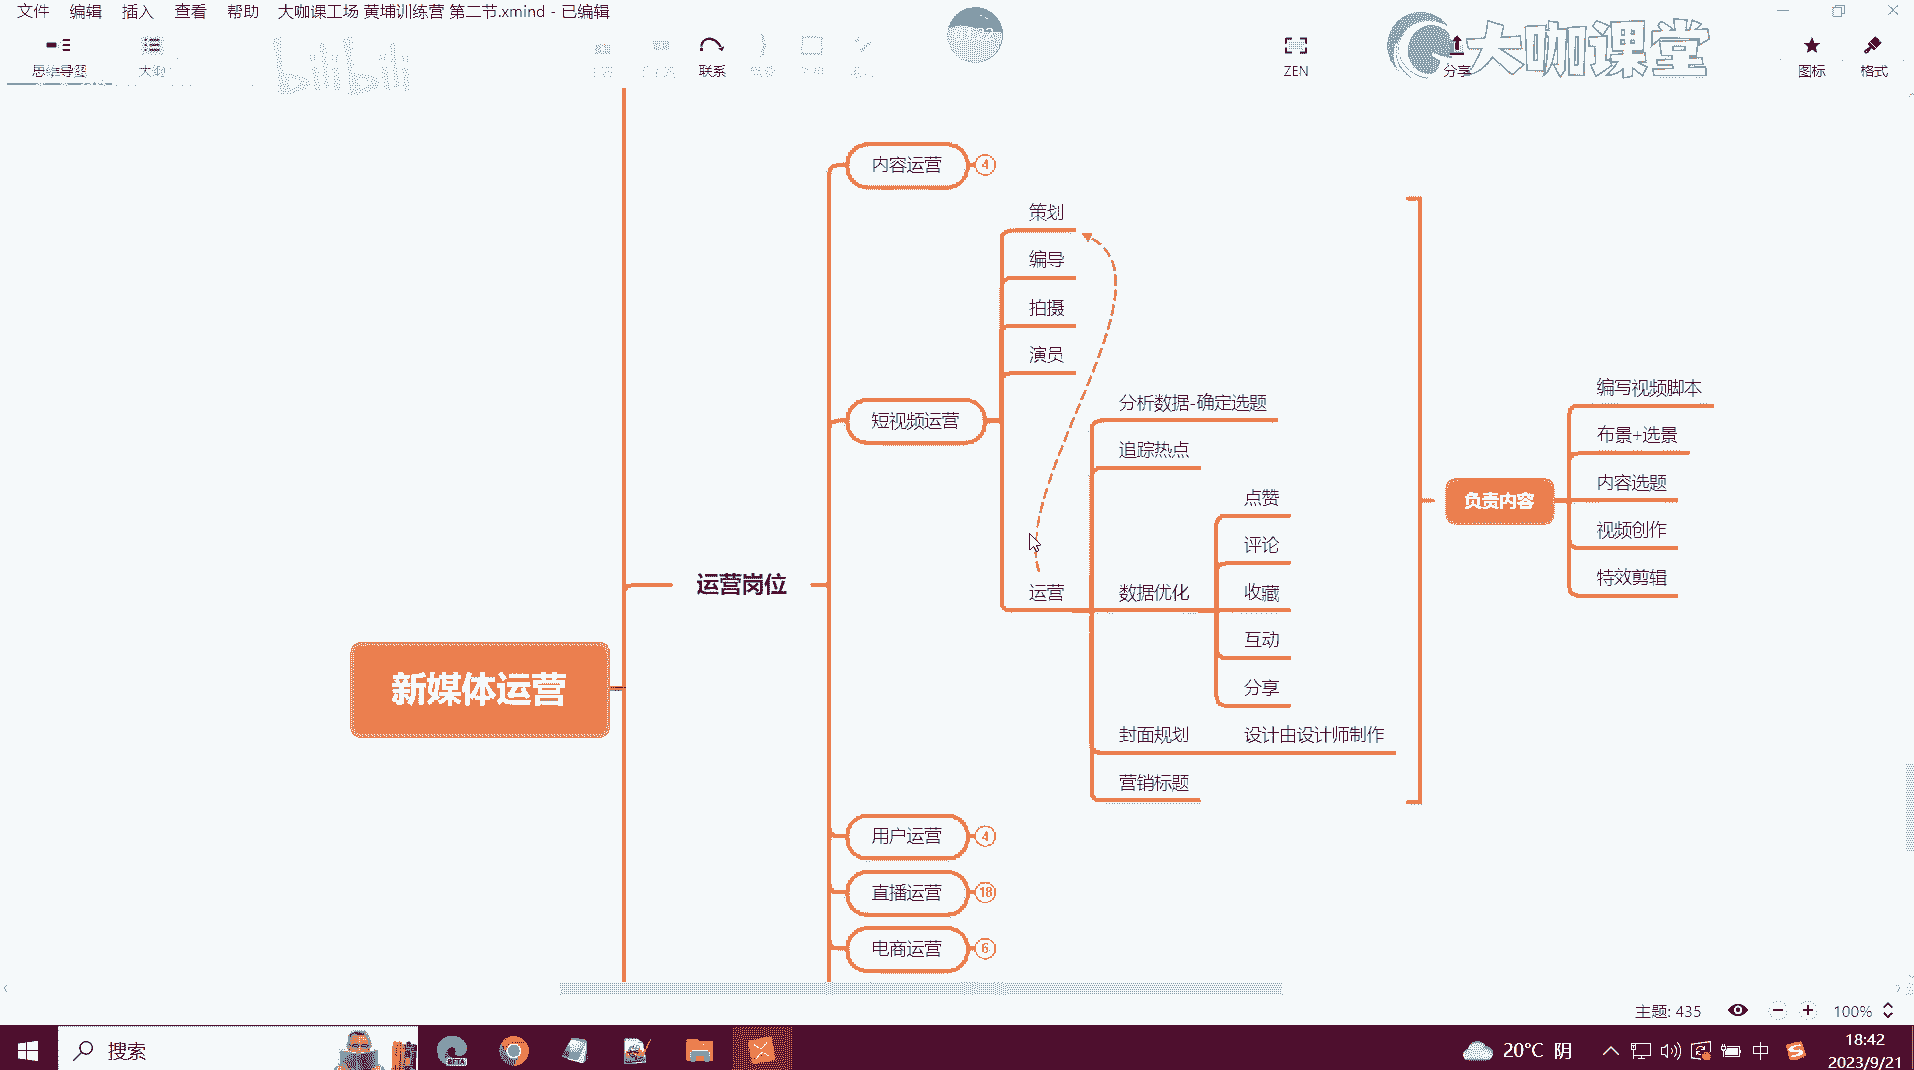 文件 编辑 插入 查看 帮助 大咖课工场 黄埔训练营 第二节.xmind - 已编辑
思维导图 大纲 bilibili 联系 ZEN 分享 大咖课堂 图标 格式
内容运营 4
策划
编导
拍摄
演员
短视频运营
分析数据-确定选题
追踪热点
点赞
评论
运营 数据优化 收藏
互动
分享
封面规划 设计由设计师制作
营销标题
编写视频脚本
布景+选景
负责内容 内容选题
视频创作
特效剪辑
运营岗位
新媒体运营
用户运营 4
直播运营 18
电商运营 6
主题: 435 100%
搜索 BETA 20°C 阴 中 18:42
2023/9/21